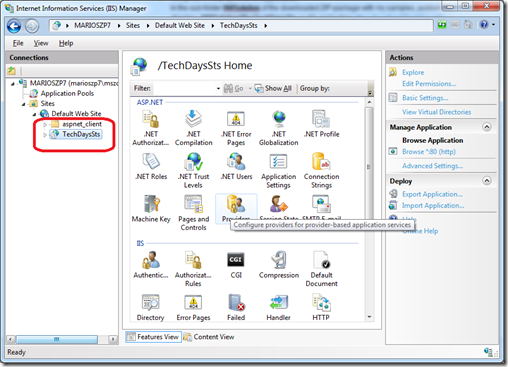 Internet Information Services (IIS) Manager
MARIOSZP7 ▸ Sites ▸ Default Web Site ▸ TechDaysSts
File View Help
Connections
MARIOSZP7
Application Pools
Sites
Default Web Site
aspnet_client
TechDaysSts
/TechDaysSts Home
Filter: Go Show All Group by:
ASP.NET
.NET Authorizat...
.NET Compilation
.NET Error Pages
.NET Globalization
.NET Profile
.NET Roles
.NET Trust Levels
.NET Users
Application Settings
Connection Strings
Machine Key
Pages and Controls
Providers
Session State
SMTP E-mail
Configure providers for provider-based application services
IIS
Authentic...
Authorizat... Rules
CGI
Compression
Default Document
Directory
Error Pages
Failed
Handler
HTTP
Features View Content View
Actions
Explore
Edit Permissions...
Basic Settings...
View Virtual Directories
Manage Application
Browse Application
Browse *:80 (http)
Advanced Settings...
Deploy
Export Application...
Import Application...
Help
Online Help
Ready